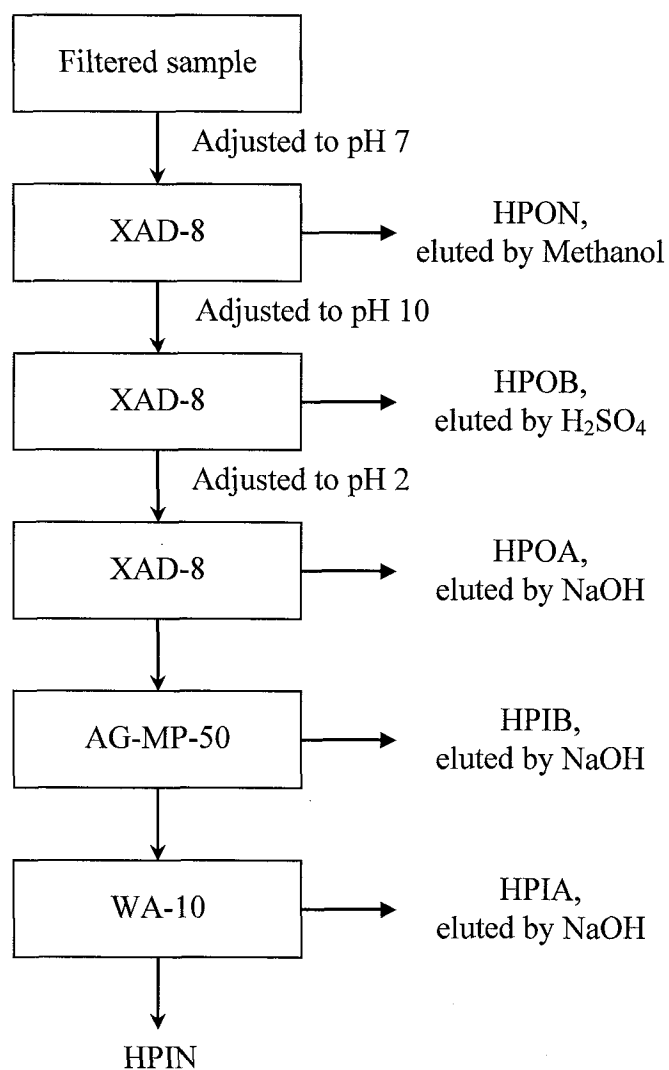 Filtered sample
Adjusted to pH 7
XAD-8
HPON,
eluted by Methanol
Adjusted to pH 10
XAD-8
HPOB,
eluted by H₂SO₄
Adjusted to pH 2
XAD-8
HPOA,
eluted by NaOH
AG-MP-50
HPIB,
eluted by NaOH
WA-10
HPIA,
eluted by NaOH
HPIN